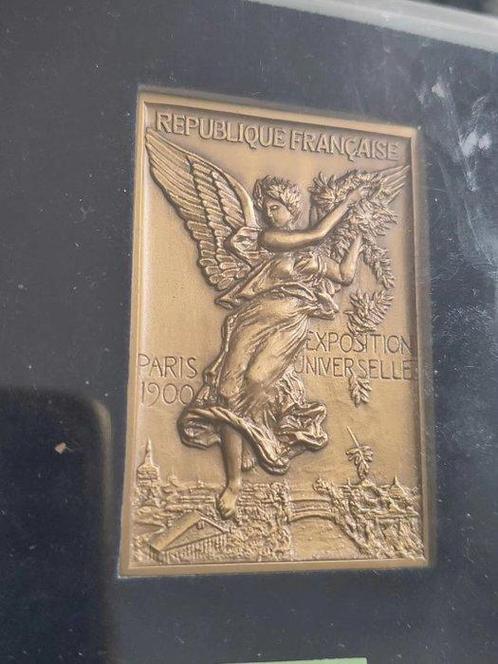 REPUBLIQUE FRANÇAISE
PARIS
1900
EXPOSITION
UNIVERSELLE